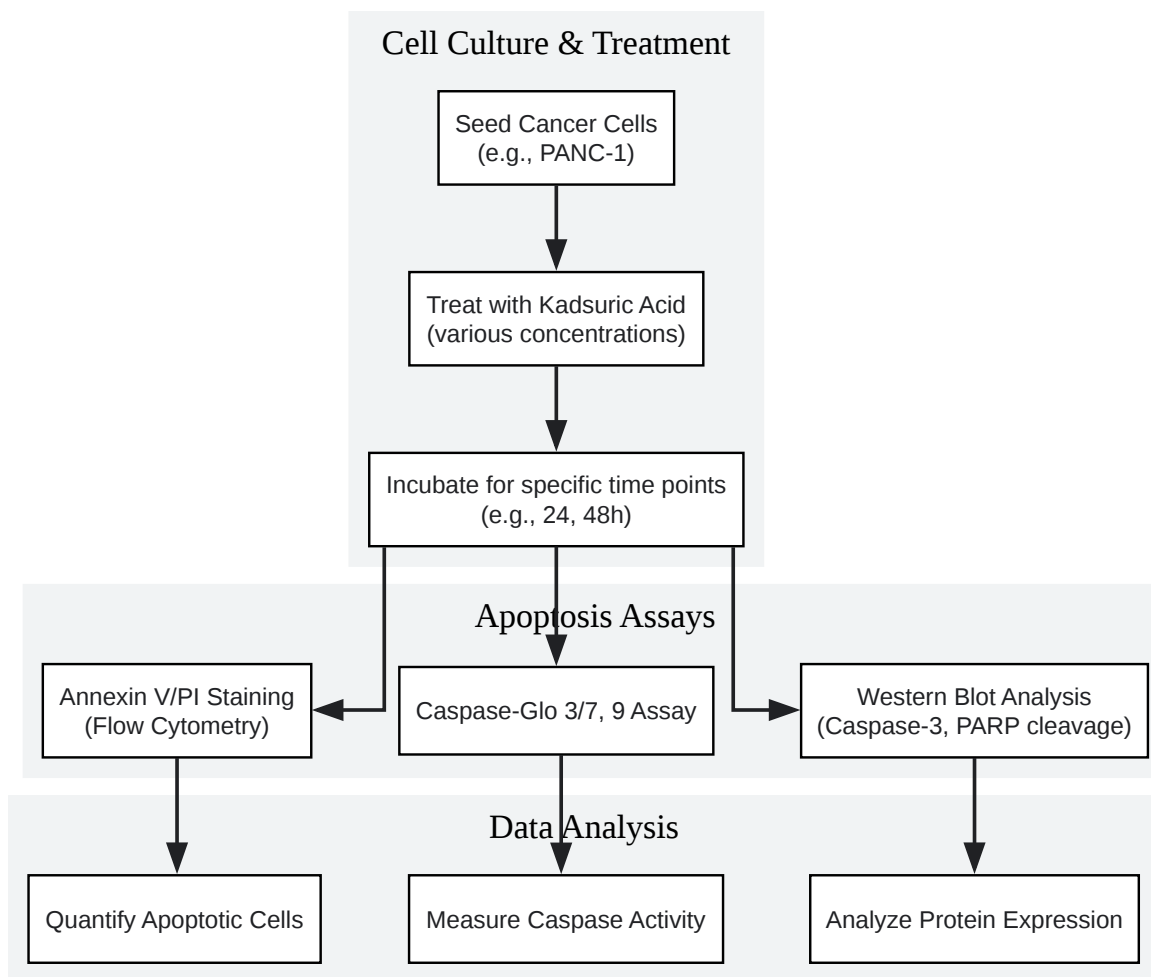 Cell Culture & Treatment
Seed Cancer Cells
(e.g., PANC-1)
Treat with Kadsuric Acid
(various concentrations)
Incubate for specific time points
(e.g., 24, 48h)
Apoptosis Assays
Annexin V/PI Staining
(Flow Cytometry)
Caspase-Glo 3/7, 9 Assay
Western Blot Analysis
(Caspase-3, PARP cleavage)
Data Analysis
Quantify Apoptotic Cells
Measure Caspase Activity
Analyze Protein Expression